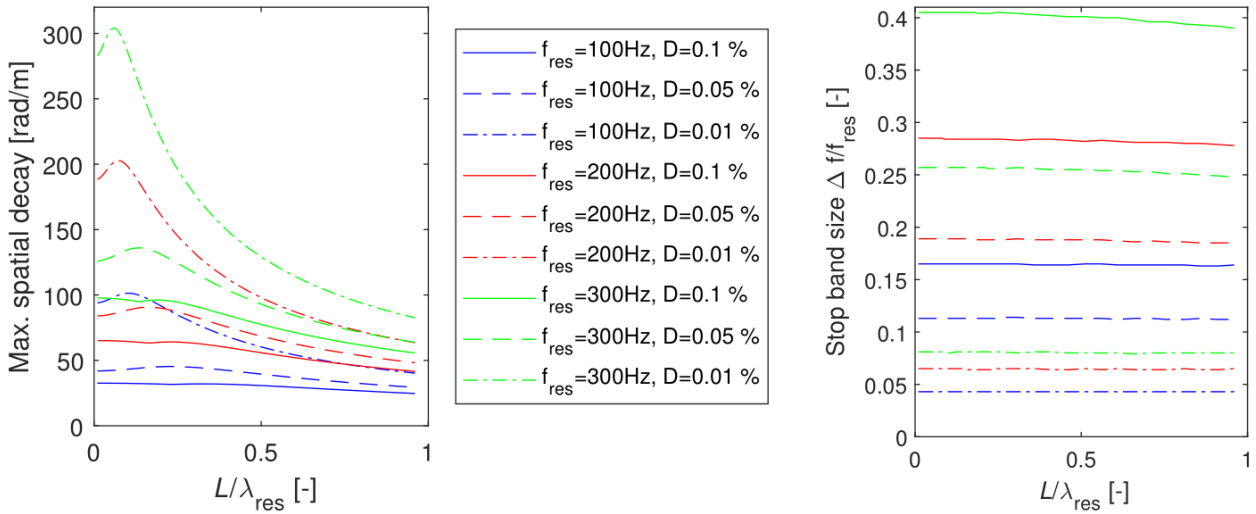 Max. spatial decay [rad/m]
300
250
200
150
100
50
0
0 0.5 1
L/λres [-]
fres=100Hz, D=0.1 %
fres=100Hz, D=0.05 %
fres=100Hz, D=0.01 %
fres=200Hz, D=0.1 %
fres=200Hz, D=0.05 %
fres=200Hz, D=0.01 %
fres=300Hz, D=0.1 %
fres=300Hz, D=0.05 %
fres=300Hz, D=0.01 %
Stop band size Δ f/fres [-]
0.4
0.35
0.3
0.25
0.2
0.15
0.1
0.05
0
0 0.5 1
L/λres [-]